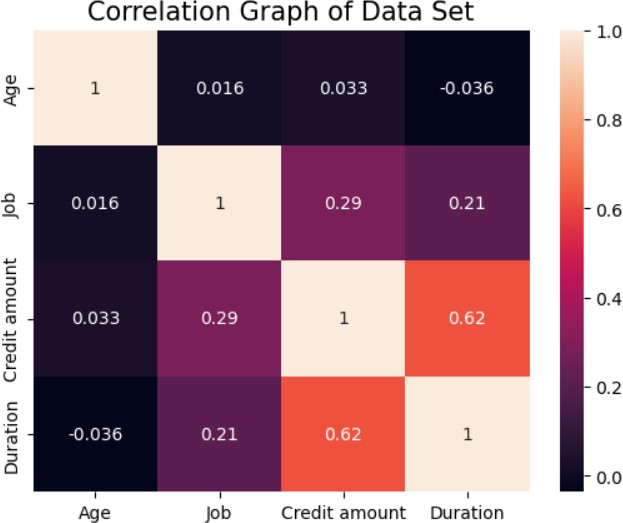 Correlation Graph of Data Set
Age
1 0.016 0.033 -0.036
Job
0.016 1 0.29 0.21
Credit amount
0.033 0.29 1 0.62
Duration
-0.036 0.21 0.62 1
Age Job Credit amount Duration
1.0
0.8
0.6
0.4
0.2
0.0